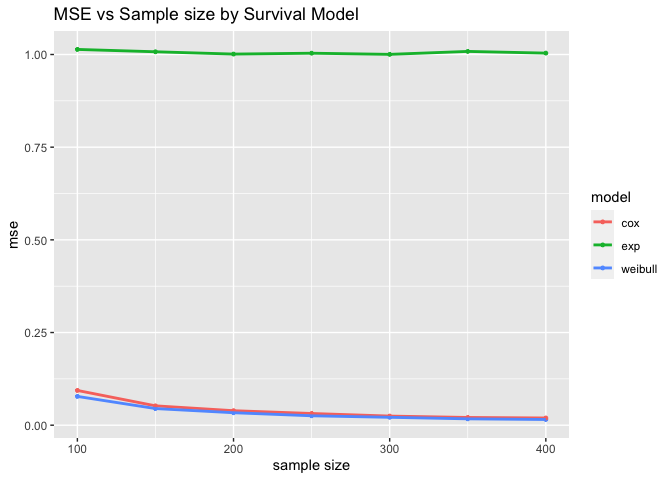 MSE vs Sample size by Survival Model
1.00
0.75
0.50
0.25
0.00
mse
100
200
300
400
sample size
model
cox
exp
weibull